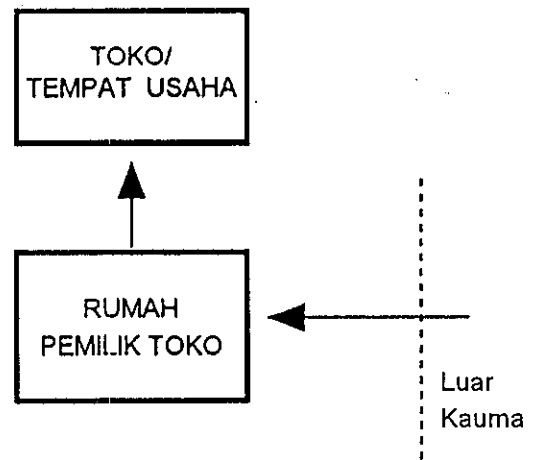 TOKO/
TEMPAT USAHA
RUMAH
PEMILIK TOKO
Luar
Kauma